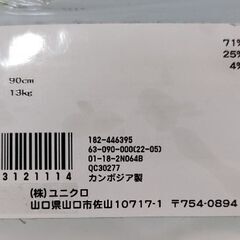 71%
25%
4%
90cm
13kg
3121114
182-446395
63-090-000(22-05)
01-18-2N064B
QC30277
カンボジア製
(株)ユニクロ
山口県山口市佐山10717-1 〒754-0894